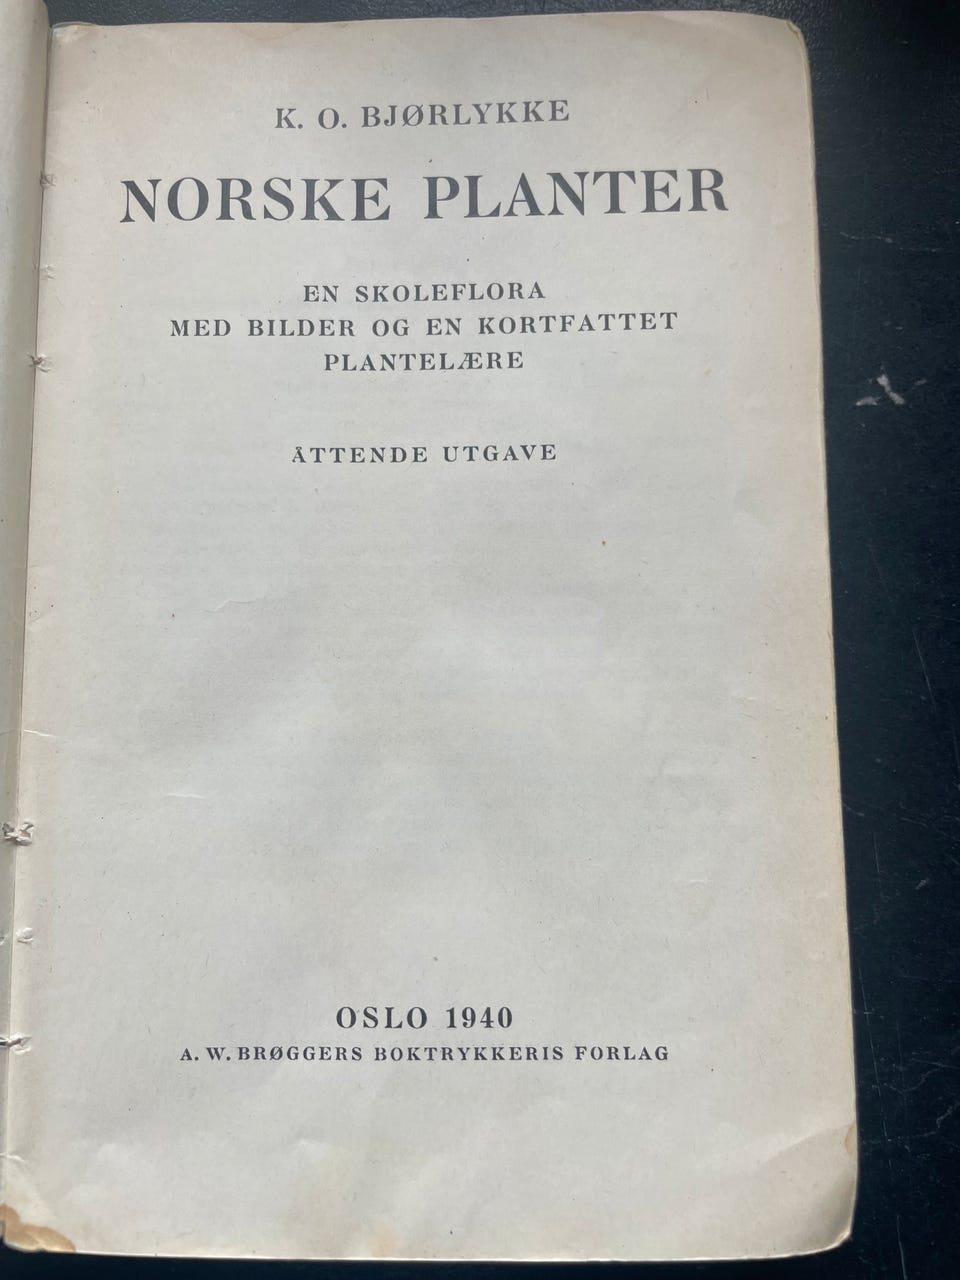 K. O. BJØRLYKKE
NORSKE PLANTER
EN SKOLEFLORA
MED BILDER OG EN KORTFATTET
PLANTELÆRE
ÅTTENDE UTGAVE
OSLO 1940
A. W. BRØGGERS BOKTRYKKERIS FORLAG